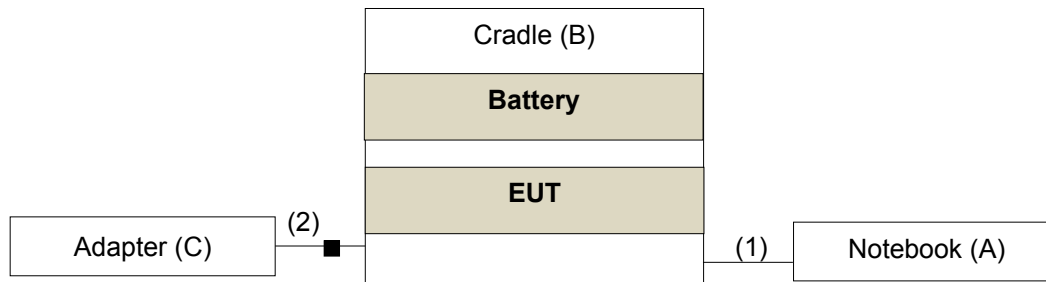 Cradle (B)
Battery
EUT
(2)
Adapter (C)
(1)
Notebook (A)